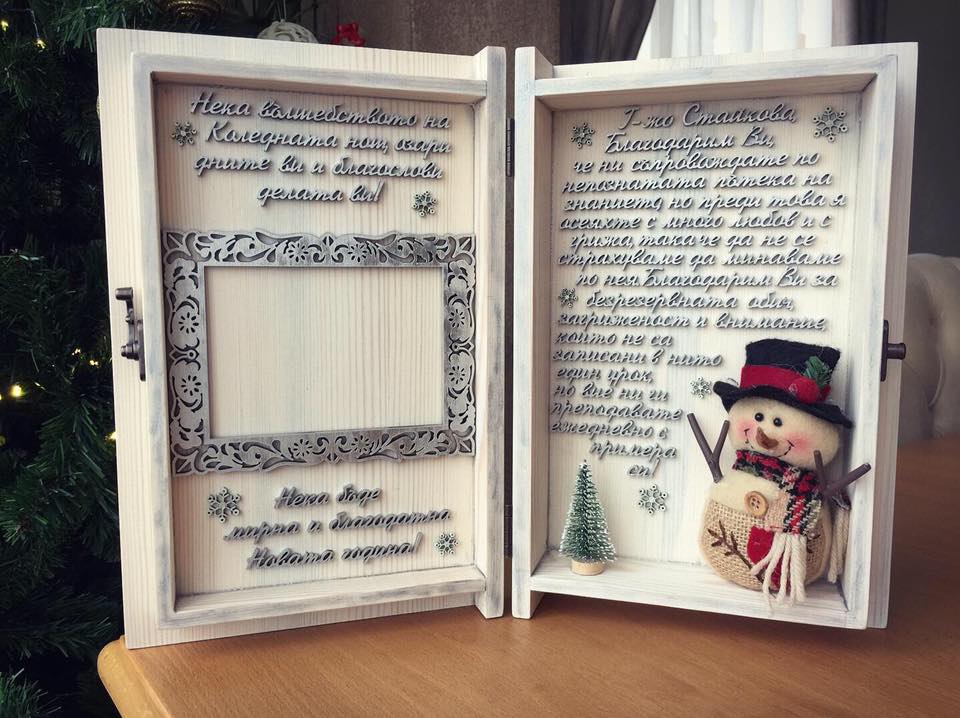 Нека вълшебството на
Коледната нощ, озари
дните ви и благослови
делата ви!
Нека бъде
мирна и благодатна
Новата година!
Г-жо Стайкова,
Благодарим Ви,
че ни сопровождате по
непознатата пътека на
знанието, но преди това я
осеяхте с много любов и с
грижа, така че да не се
страхуваме да минаваме
по нея. Благодарим Ви за
безрезервната обич,
загриженост и внимание,
които не са
записани в нито
един урок,
но вие ни ги
преподавате
ежедневно с
примера
си!